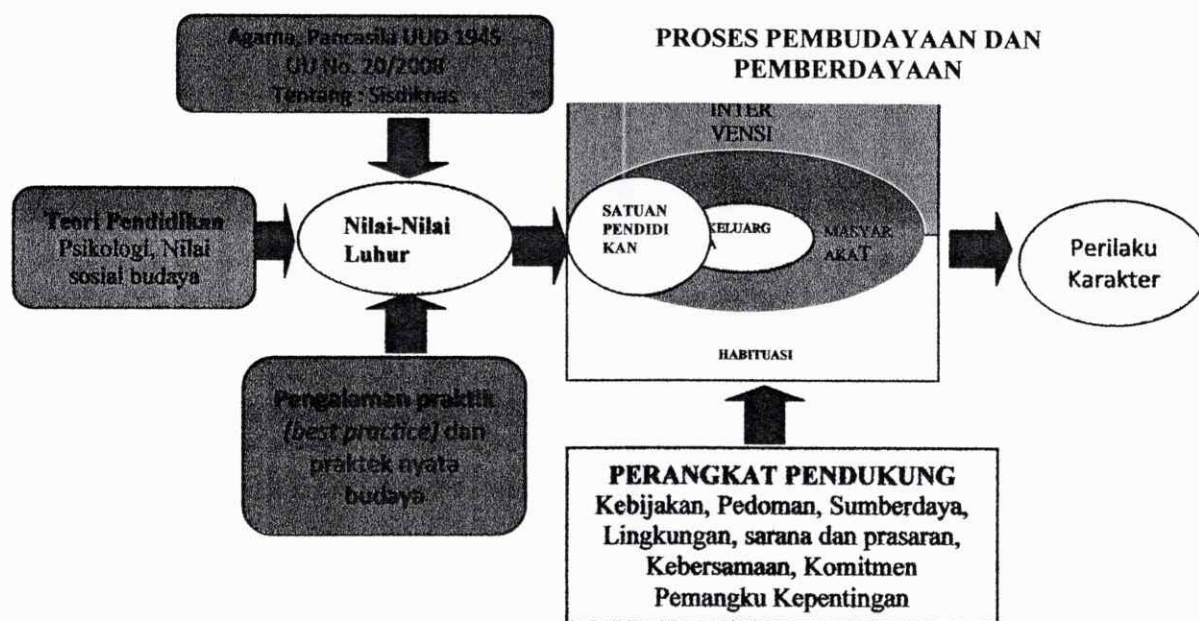 Agama, Pancasila UUD 1945
UU No. 20/2008
Tentang : Sisdiknas
PROSES PEMBUDAYAAN DAN
PEMBERDAYAAN
INTER
VENSI
Teori Pendidikan
Psikologi, Nilai
sosial budaya
Nilai-Nilai
Luhur
SATUAN
PENDIDI
KAN
KELUARG
A
MASYAR
AKAT
Perilaku
Karakter
HABITUASI
Pengalaman praktik
(best practice) dan
praktek nyata
budaya
PERANGKAT PENDUKUNG
Kebijakan, Pedoman, Sumberdaya,
Lingkungan, sarana dan prasaran,
Kebersamaan, Komitmen
Pemangku Kepentingan